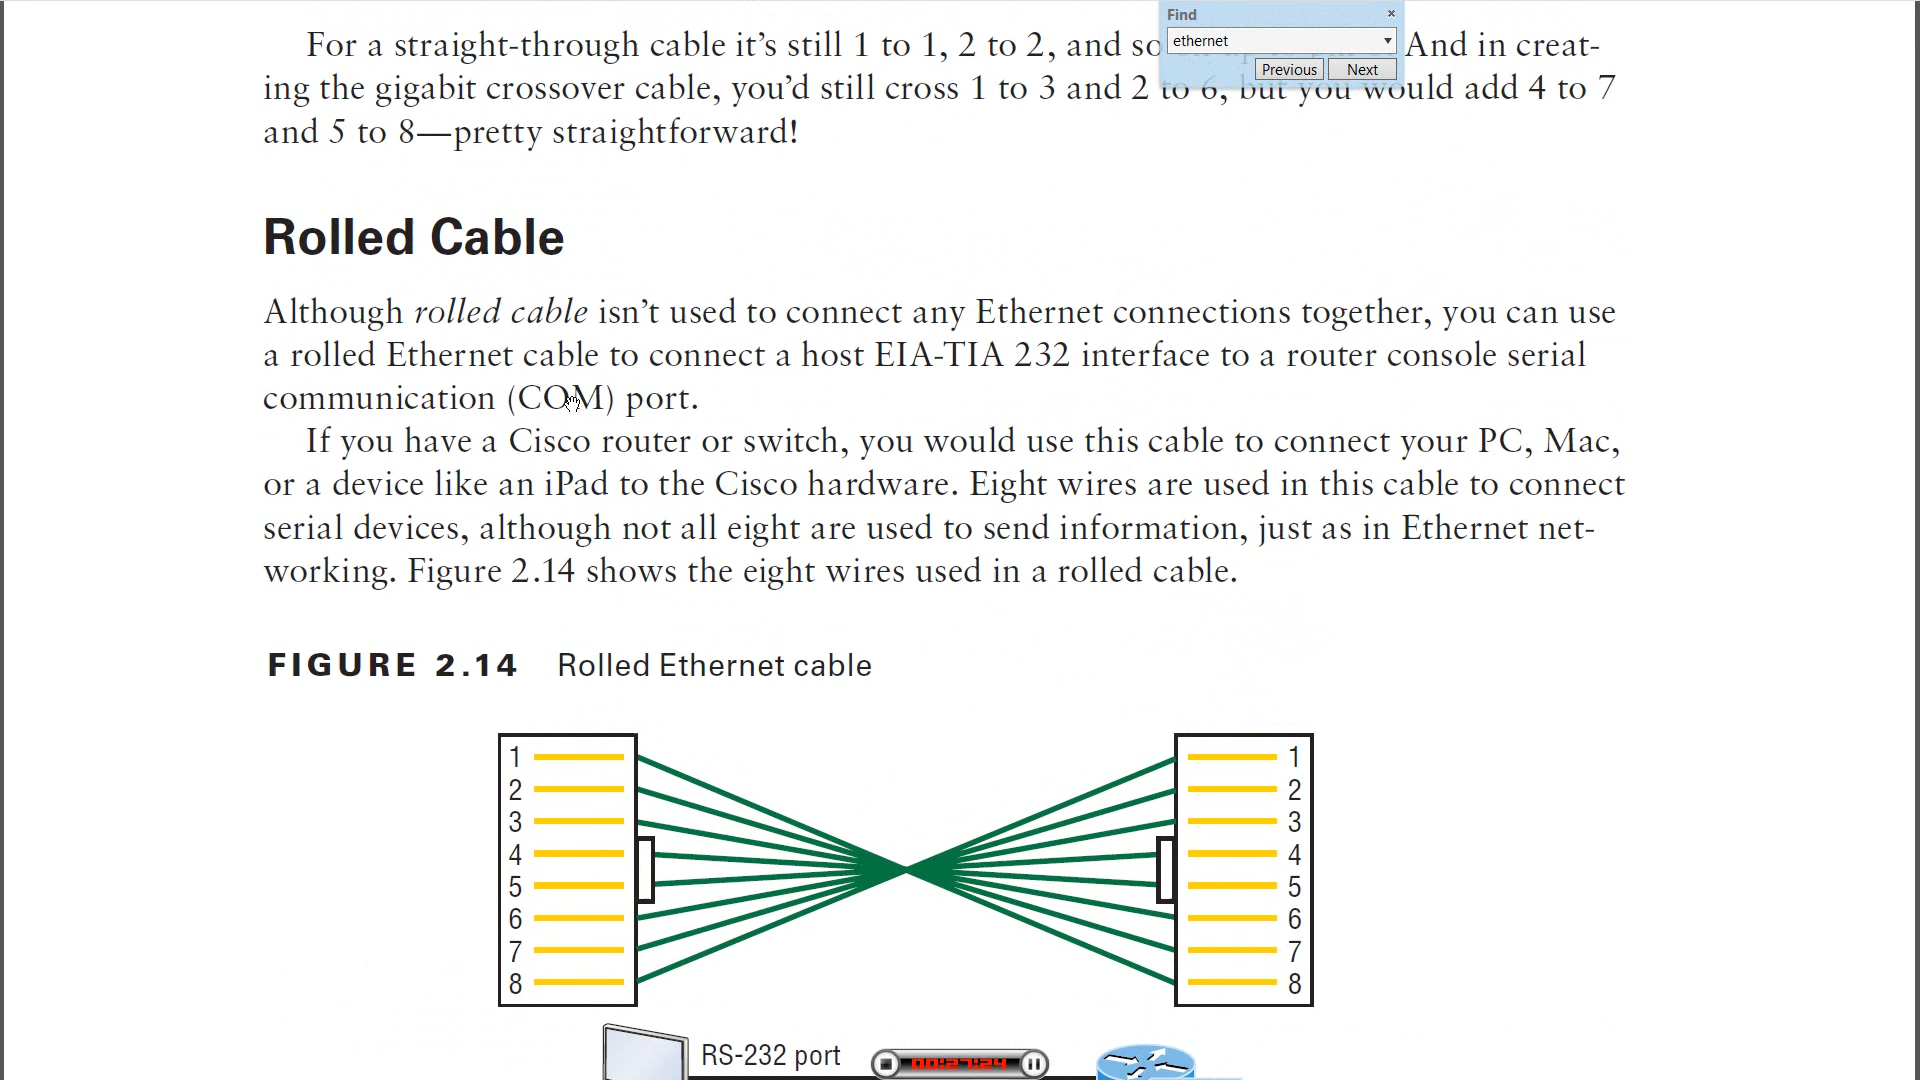 Find
ethernet
Previous Next
For a straight-through cable it's still 1 to 1, 2 to 2, and so And in creat-
ing the gigabit crossover cable, you'd still cross 1 to 3 and 2 to 6, but you would add 4 to 7
and 5 to 8—pretty straightforward!
Rolled Cable
Although rolled cable isn't used to connect any Ethernet connections together, you can use
a rolled Ethernet cable to connect a host EIA-TIA 232 interface to a router console serial
communication (COM) port.
If you have a Cisco router or switch, you would use this cable to connect your PC, Mac,
or a device like an iPad to the Cisco hardware. Eight wires are used in this cable to connect
serial devices, although not all eight are used to send information, just as in Ethernet net-
working. Figure 2.14 shows the eight wires used in a rolled cable.
FIGURE 2.14 Rolled Ethernet cable
1 1
2 2
3 3
4 4
5 5
6 6
7 7
8 8
RS-232 port
00:27:24